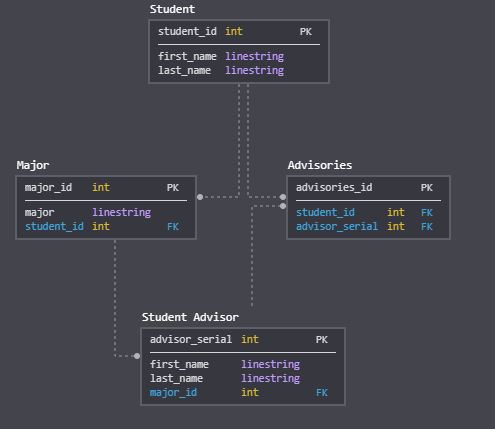 Student
student_id int PK
first_name linestring
last_name linestring
Major
major_id int PK
major linestring
student_id int FK
Advisories
advisories_id PK
student_id int FK
advisor_serial int FK
Student Advisor
advisor_serial int PK
first_name linestring
last_name linestring
major_id int FK